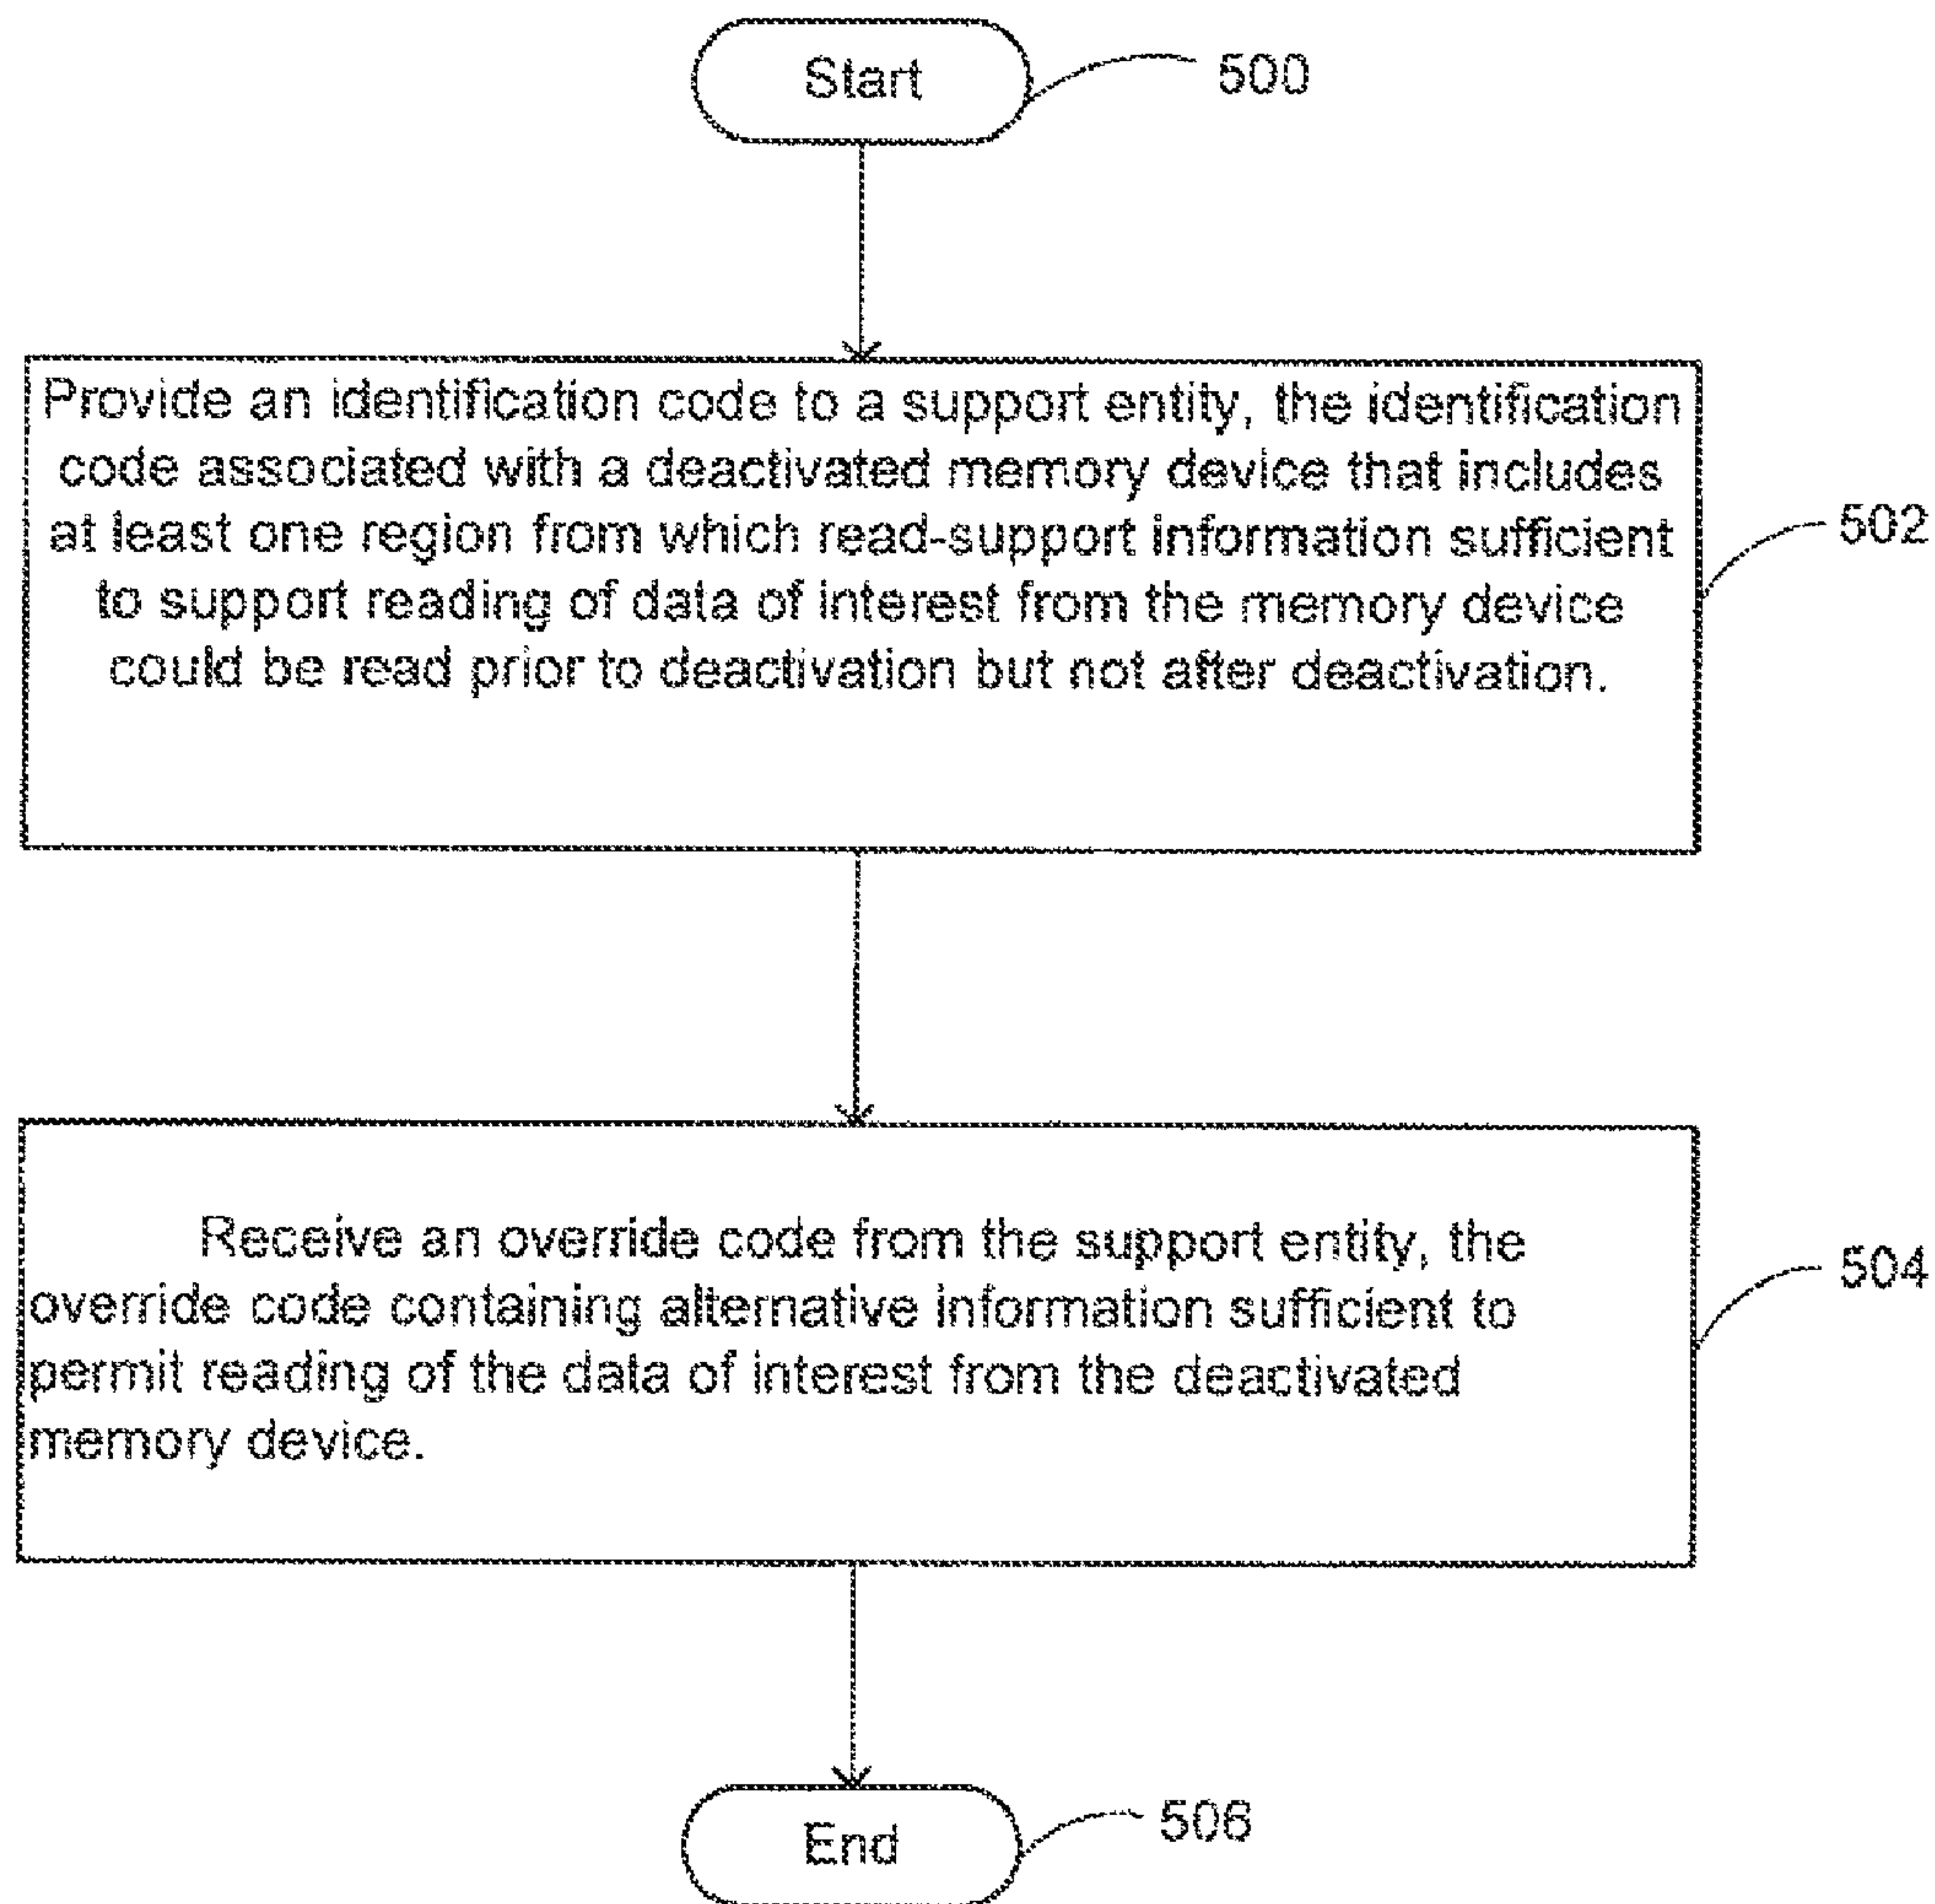 Start
500
Provide an identification code to a support entity, the identification
code associated with a deactivated memory device that includes
at least one region from which read-support information sufficient
to support reading of data of interest from the memory device
could be read prior to deactivation but not after deactivation.
502
Receive an override code from the support entity, the
override code containing alternative information sufficient to
permit reading of the data of interest from the deactivated
memory device.
504
End
506